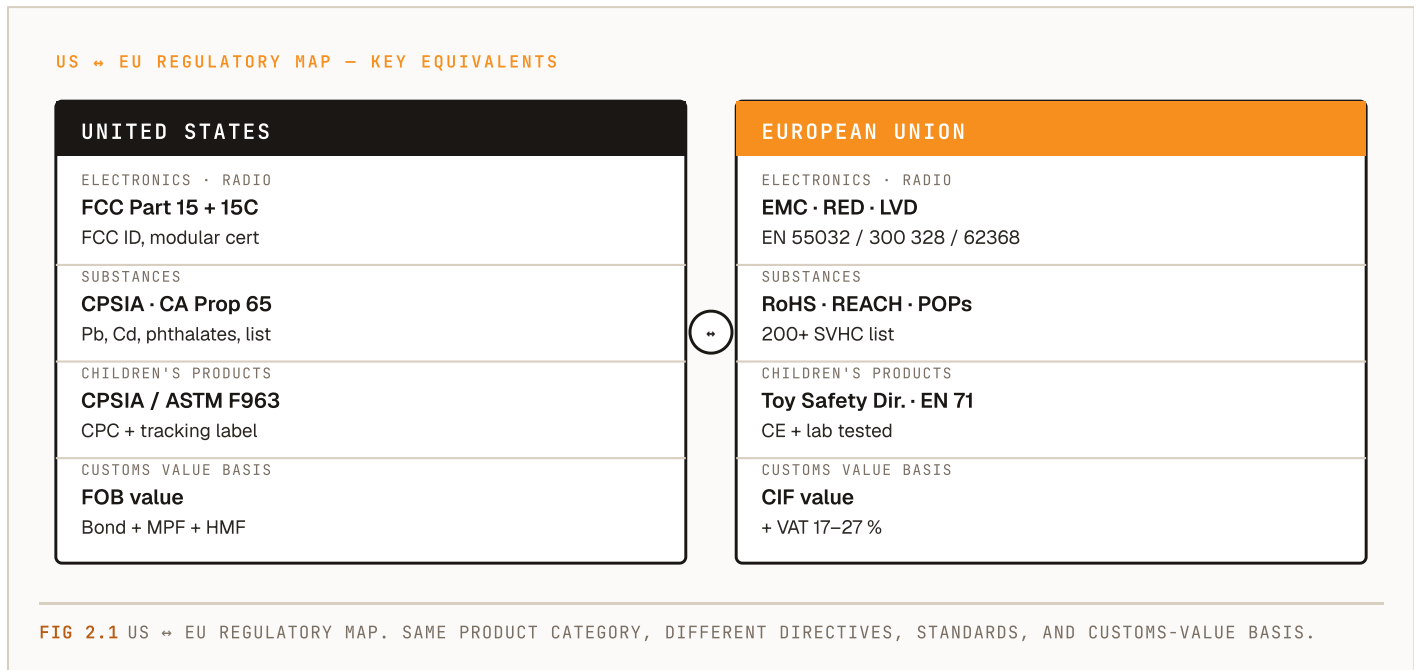 US ↔ EU REGULATORY MAP — KEY EQUIVALENTS
UNITED STATES
ELECTRONICS · RADIO
FCC Part 15 + 15C
FCC ID, modular cert
SUBSTANCES
CPSIA · CA Prop 65
Pb, Cd, phthalates, list
CHILDREN'S PRODUCTS
CPSIA / ASTM F963
CPC + tracking label
CUSTOMS VALUE BASIS
FOB value
Bond + MPF + HMF
↔
EUROPEAN UNION
ELECTRONICS · RADIO
EMC · RED · LVD
EN 55032 / 300 328 / 62368
SUBSTANCES
RoHS · REACH · POPs
200+ SVHC list
CHILDREN'S PRODUCTS
Toy Safety Dir. · EN 71
CE + lab tested
CUSTOMS VALUE BASIS
CIF value
+ VAT 17–27 %
FIG 2.1 US ↔ EU REGULATORY MAP. SAME PRODUCT CATEGORY, DIFFERENT DIRECTIVES, STANDARDS, AND CUSTOMS-VALUE BASIS.